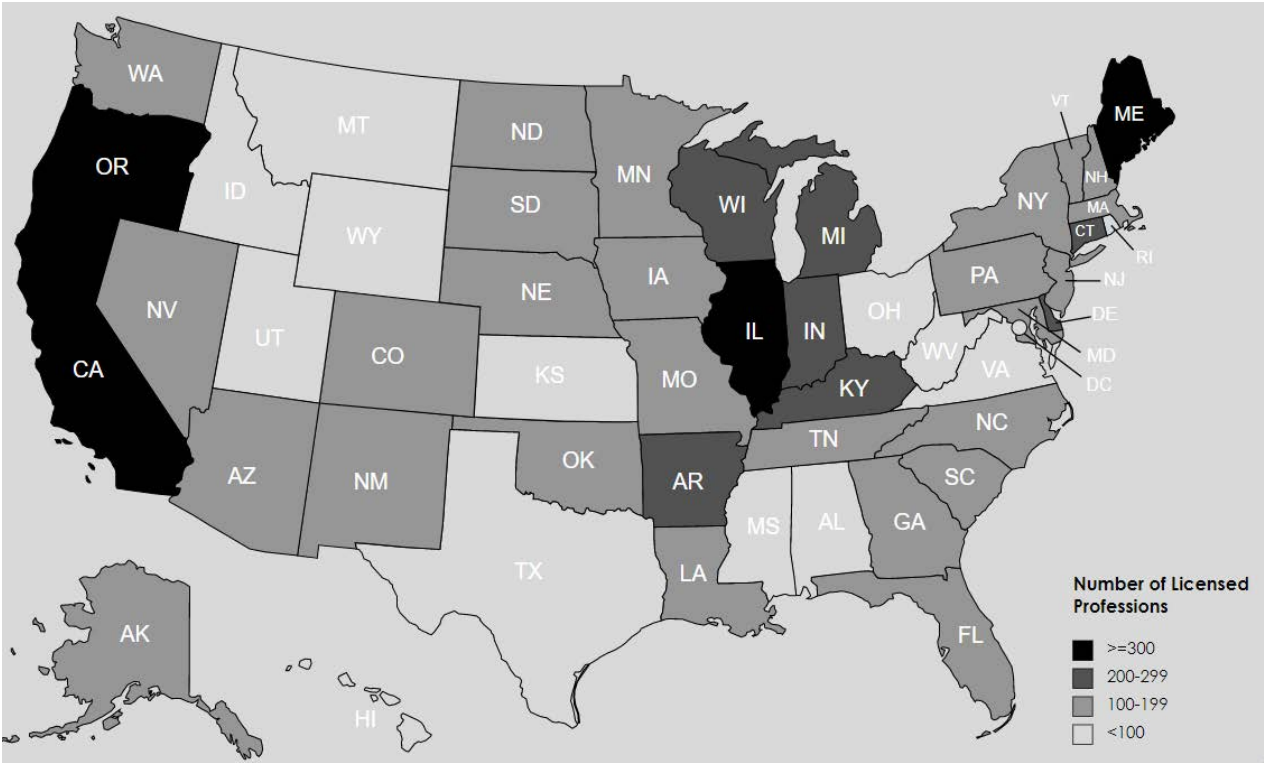 WA
MT
ND
MN
VT
ME
OR
ID
SD
WI
MI
NH
NY
MA
CT
WY
RI
IA
PA
NJ
NE
NV
UT
CO
IL
IN
OH
DE
WV
MD
CA
KS
MO
KY
VA
DC
NC
TN
AZ
NM
OK
AR
SC
MS
AL
GA
TX
LA
FL
AK
HI
Number of Licensed
Professions
>=300
200-299
100-199
<100